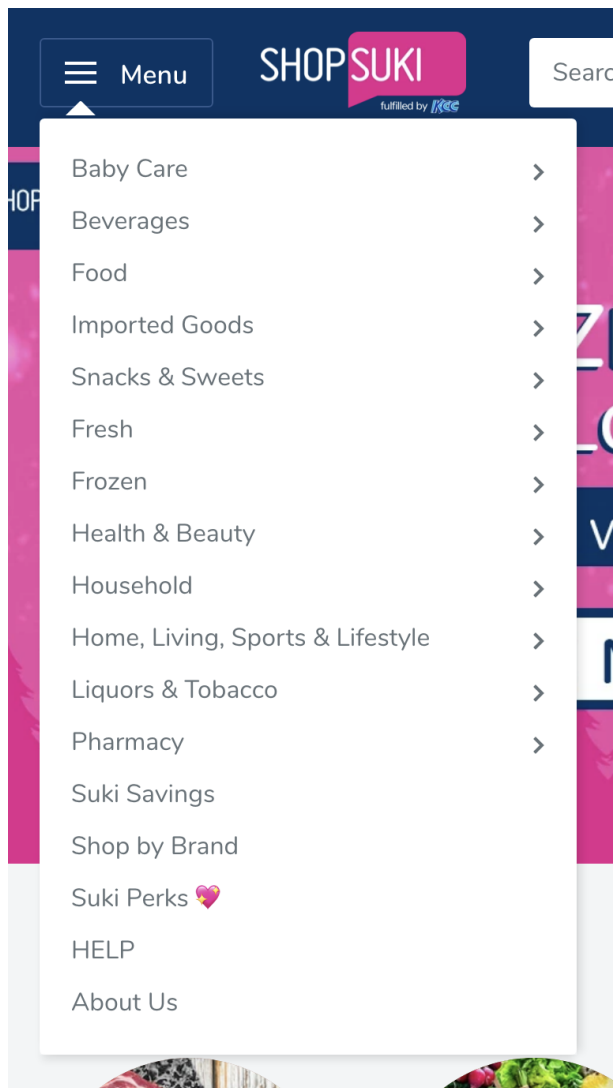 Menu
SHOPSUKI
fulfilled by KCC
Baby Care
Beverages
Food
Imported Goods
Snacks & Sweets
Fresh
Frozen
Health & Beauty
Household
Home, Living, Sports & Lifestyle
Liquors & Tobacco
Pharmacy
Suki Savings
Shop by Brand
Suki Perks 💖
HELP
About Us